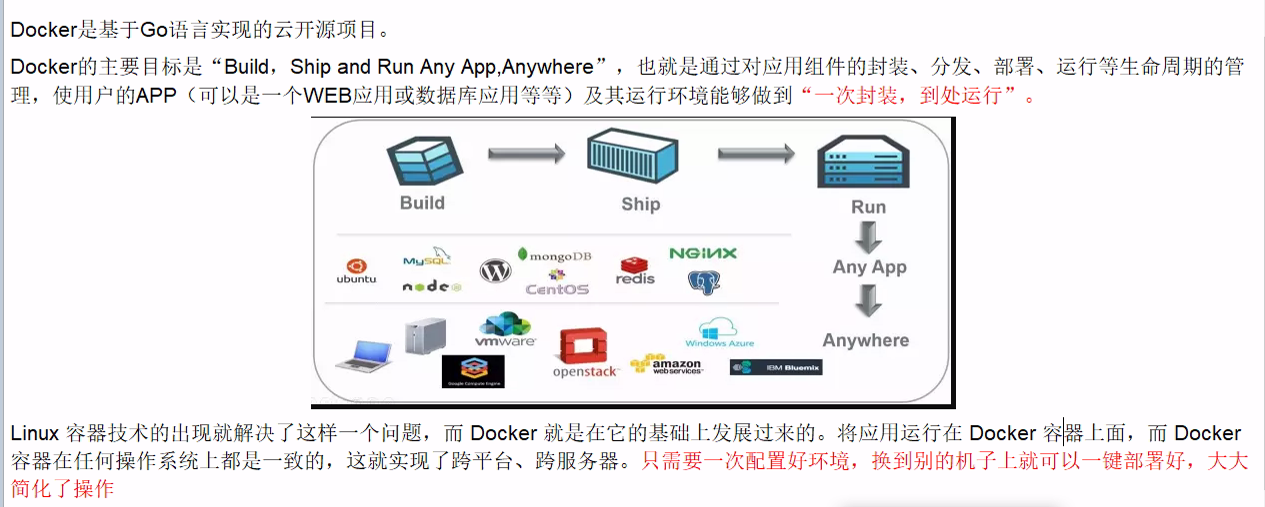 Docker是基于Go语言实现的云开源项目。
Docker的主要目标是“Build，Ship and Run Any App,Anywhere”，也就是通过对应用组件的封装、分发、部署、运行等生命周期的管
理，使用户的APP（可以是一个WEB应用或数据库应用等等）及其运行环境能够做到“一次封装，到处运行”。
Build
Ship
Run
Any App
Anywhere
ubuntu
MySQL
node
mongoDB
CentOS
redis
NGINX
vmware
Google Compute Engine
openstack
Windows Azure
amazon
webservices
IBM Bluemix
Linux 容器技术的出现就解决了这样一个问题，而 Docker 就是在它的基础上发展过来的。将应用运行在 Docker 容器上面，而 Docker
容器在任何操作系统上都是一致的，这就实现了跨平台、跨服务器。只需要一次配置好环境，换到别的机子上就可以一键部署好，大大
简化了操作